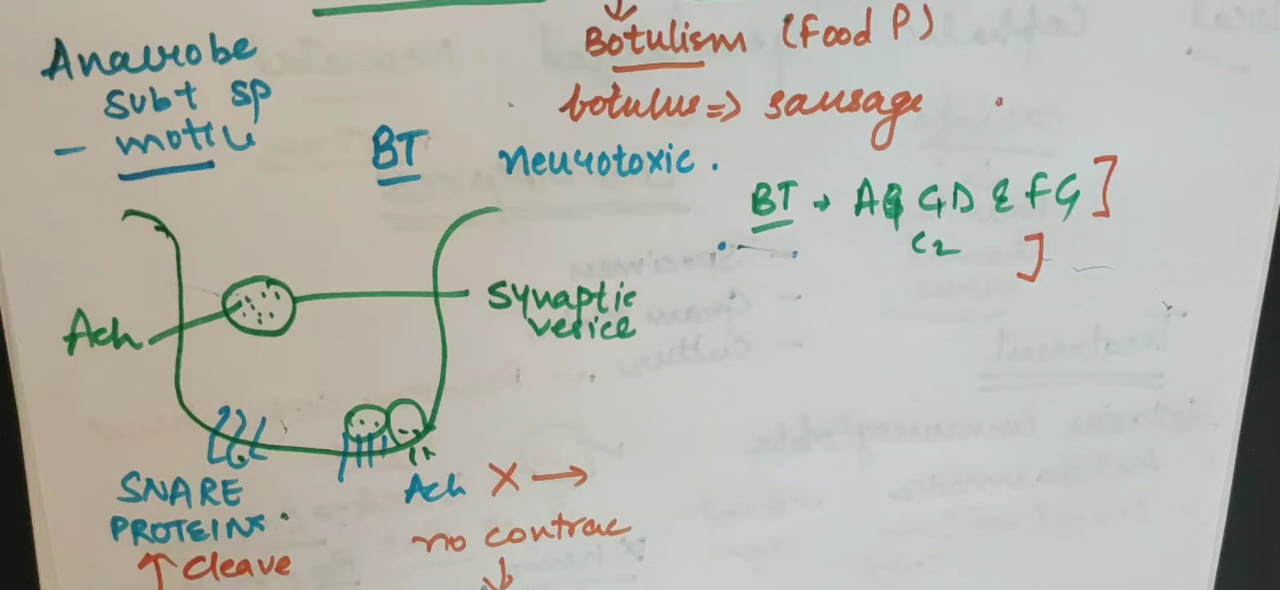 Botulism (Food P)
botulus => sausage
Anaerobe
subt sp
- motile
BT neurotoxic.
BT → AB C1 D E F G]
C2 ]
Ach
synaptic
vesice
SNARE
PROTEINS.
↑ cleave
Ach X →
no contrac
↓